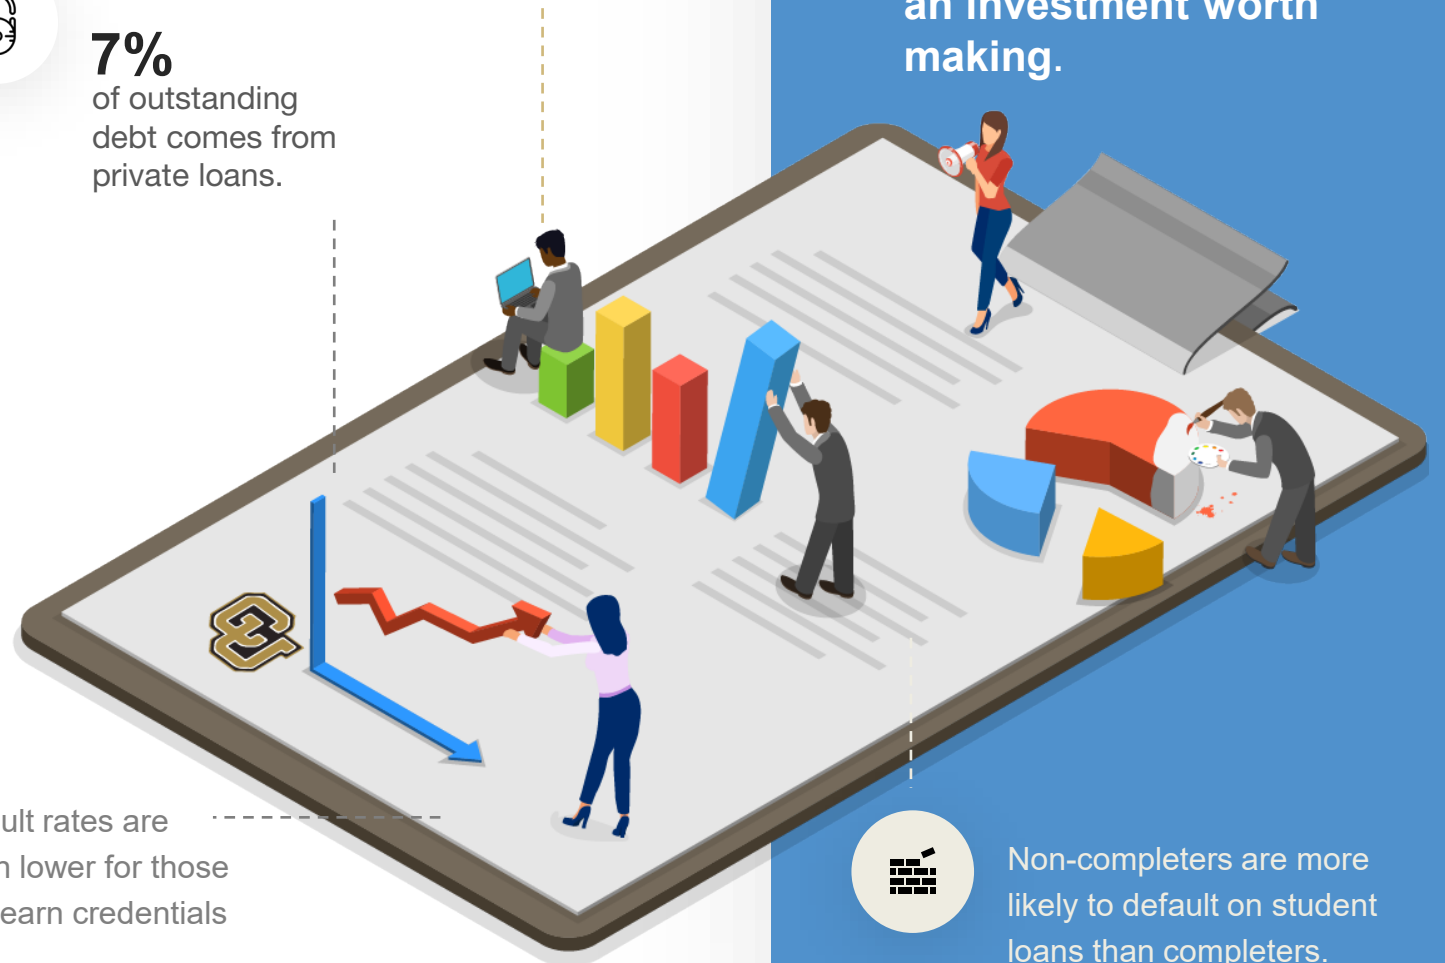 an investment worth
making.
7%
of outstanding
debt comes from
private loans.
ult rates are
lower for those
earn credentials
Non-completers are more
likely to default on student
loans than completers.